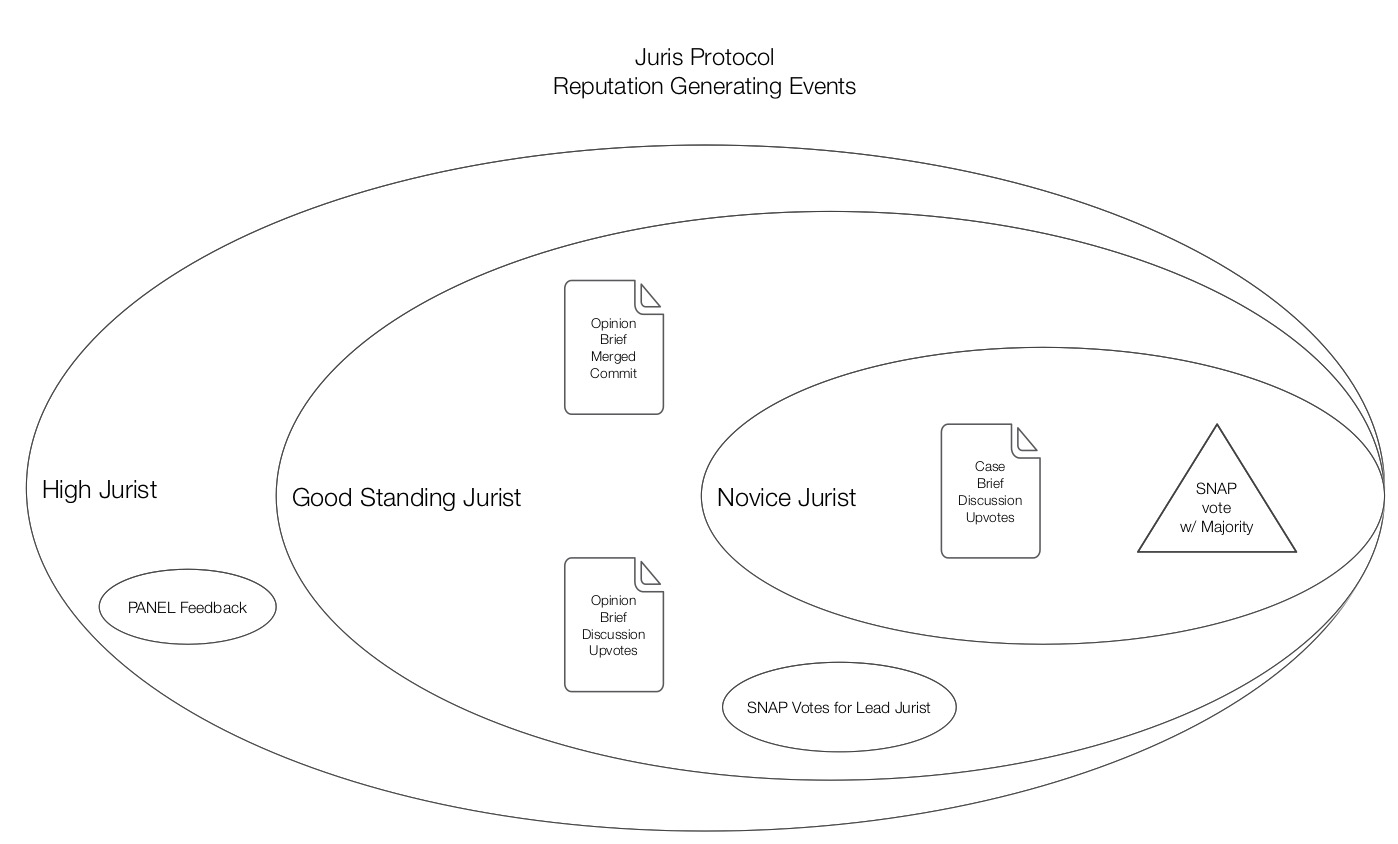 Juris Protocol
Reputation Generating Events
Opinion
Brief
Merged
Commit
High Jurist
Good Standing Jurist
Novice Jurist
Case
Brief
Discussion
Upvotes
SNAP
vote
w/ Majority
PANEL Feedback
Opinion
Brief
Discussion
Upvotes
SNAP Votes for Lead Jurist